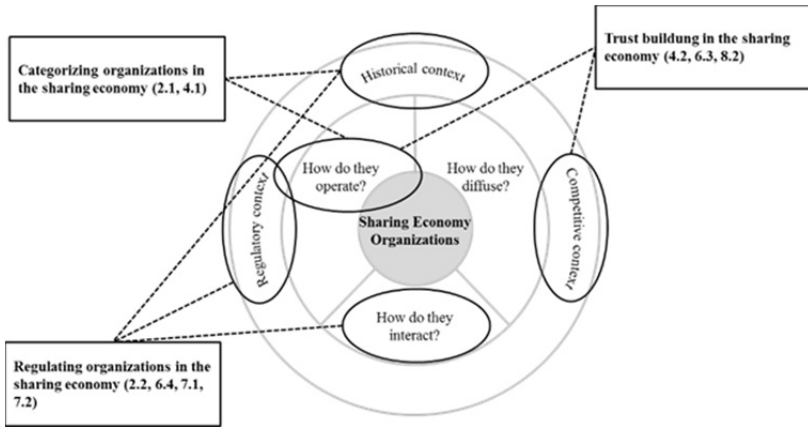 Categorizing organizations in
the sharing economy (2.1, 4.1)
Historical context
Trust buildung in the sharing
economy (4.2, 6.3, 8.2)
How do they
operate?
How do they
diffuse?
Regulatory context
Sharing Economy
Organizations
Competitive context
How do they
interact?
Regulating organizations in the
sharing economy (2.2, 6.4, 7.1,
7.2)